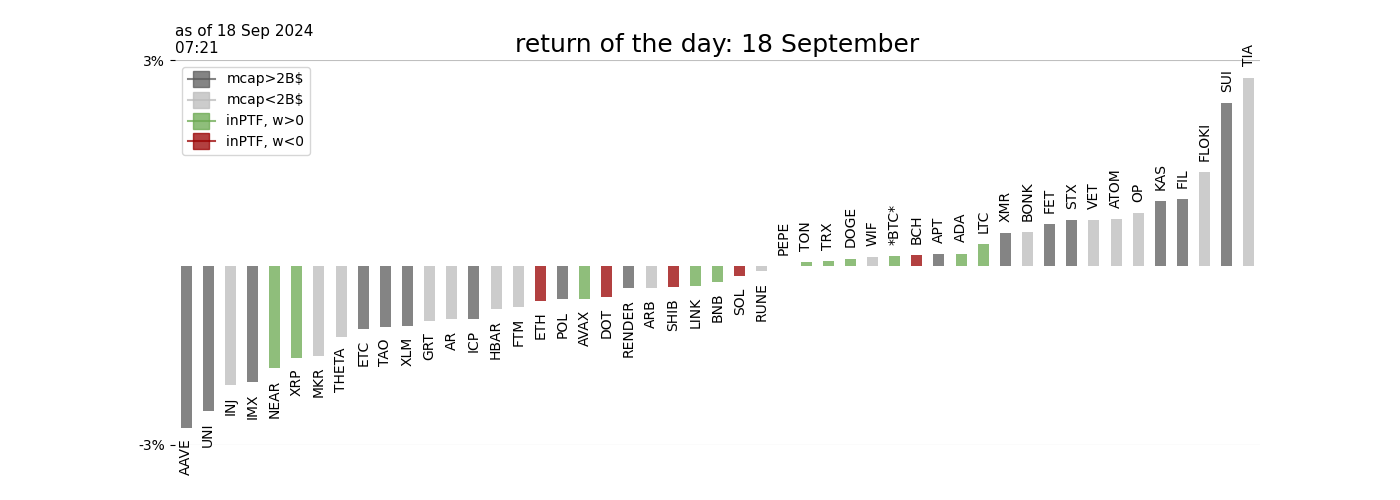 as of 18 Sep 2024
07:21
return of the day: 18 September
3%
mcap>2B$
mcap<2B$
inPTF, w>0
inPTF, w<0
-3%
AAVE
UNI
INJ
IMX
NEAR
XRP
MKR
THETA
ETC
TAO
XLM
GRT
AR
ICP
HBAR
FTM
ETH
POL
AVAX
DOT
RENDER
ARB
SHIB
LINK
BNB
SOL
RUNE
PEPE
TON
TRX
DOGE
WIF
*BTC*
BCH
APT
ADA
LTC
XMR
BONK
FET
STX
VET
ATOM
OP
KAS
FIL
FLOKI
SUI
TIA